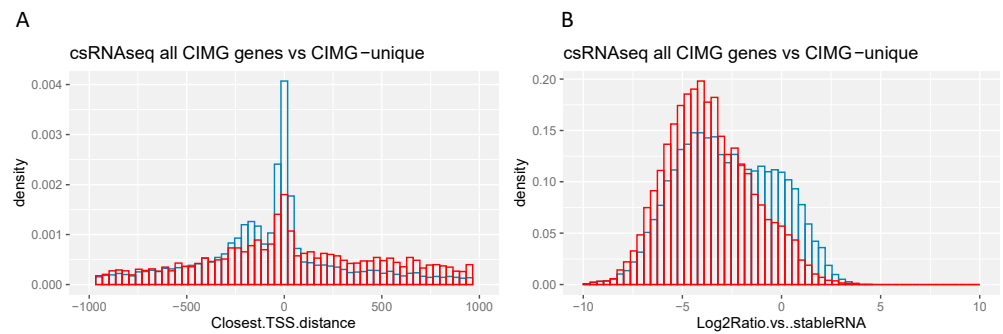 A
csRNAseq all CIMG genes vs CIMG−unique
0.004
0.003
0.002
0.001
0.000
density
−1000
−500
0
500
1000
Closest.TSS.distance
B
csRNAseq all CIMG genes vs CIMG−unique
0.20
0.15
0.10
0.05
0.00
density
−10
−5
0
5
10
Log2Ratio.vs..stableRNA